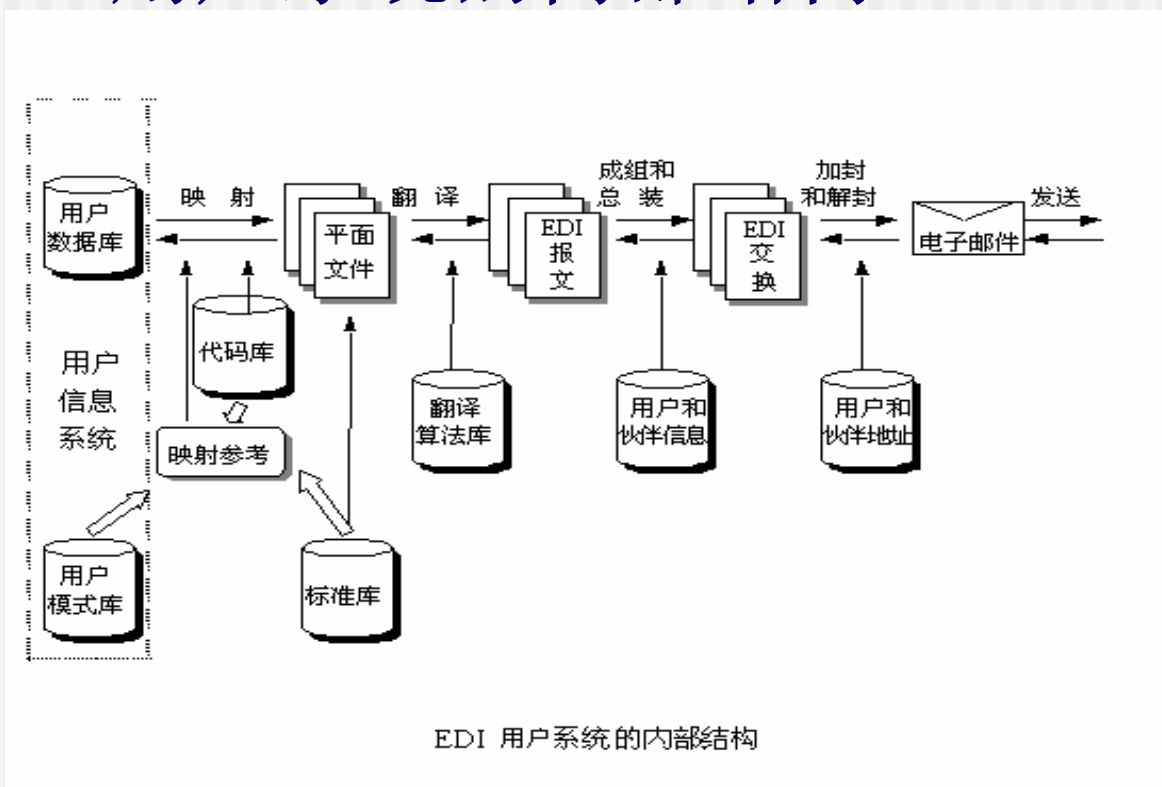 映 射
翻 译
成组和
总 装
加封
和解封
发送
用户
数据库
平面
文件
EDI
报
文
EDI
交
换
电子邮件
代码库
用户
信息
系统
映射参考
翻译
算法库
用户和
伙伴信息
用户和
伙伴地址
用户
模式库
标准库
EDI 用户系统的内部结构